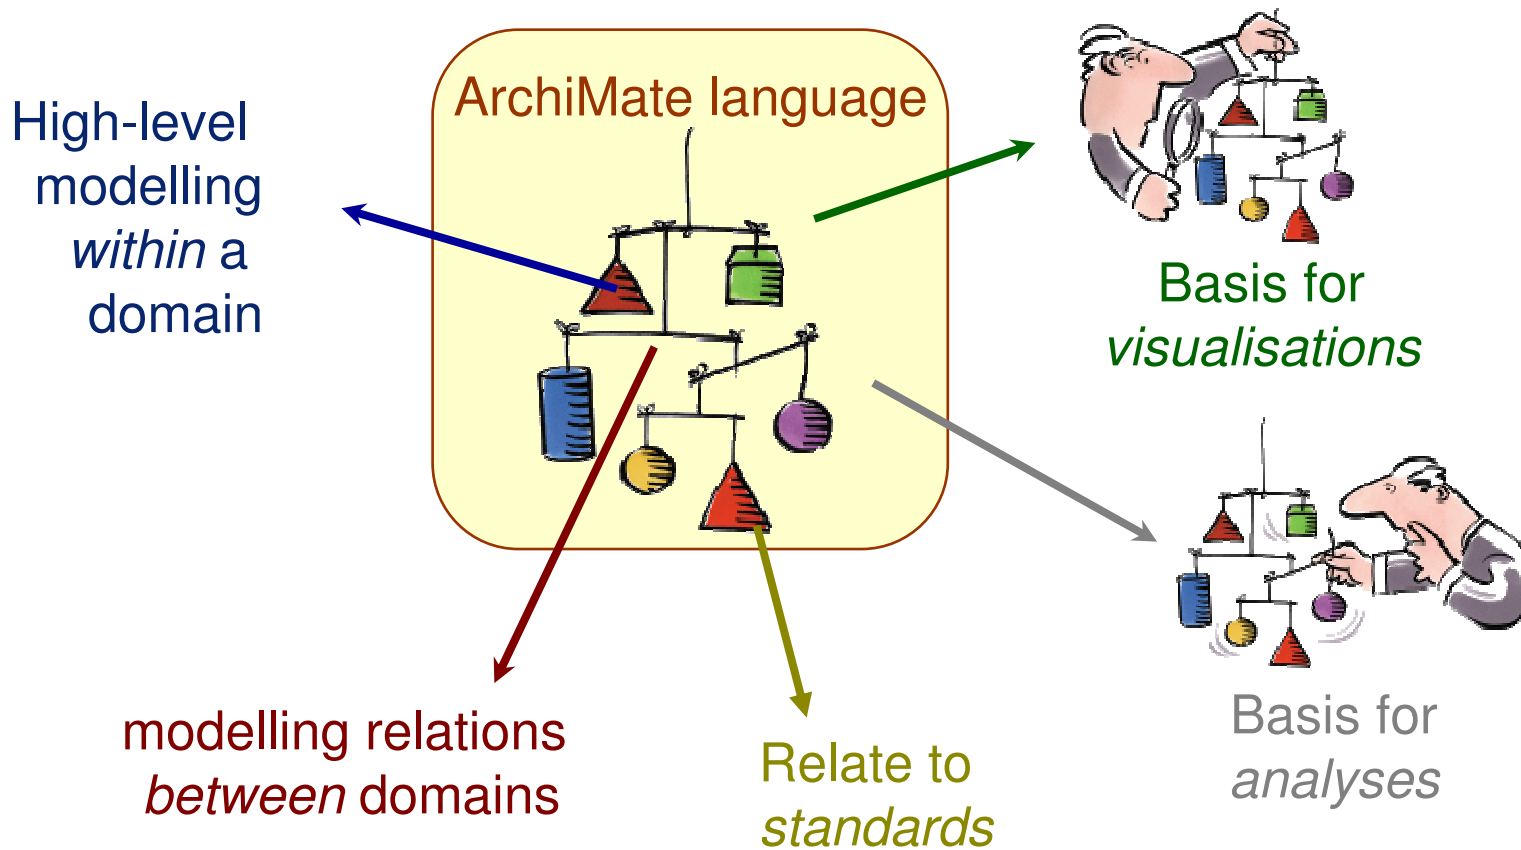 ArchiMate language
High-level
modelling
within a
domain
Basis for
visualisations
modelling relations
between domains
Relate to
standards
Basis for
analyses